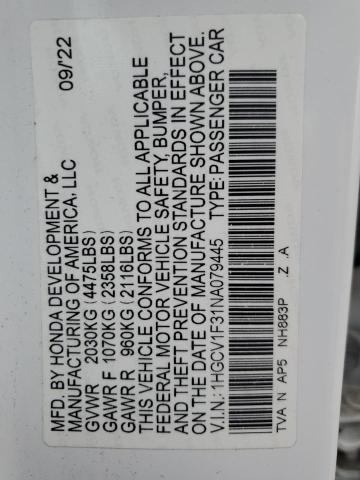 MFD. BY HONDA DEVELOPMENT & 09/22
MANUFACTURING OF AMERICA, LLC
GVWR 2030KG (4475LBS)
GAWR F 1070KG (2358LBS)
GAWR R 960KG (2116LBS)
THIS VEHICLE CONFORMS TO ALL APPLICABLE
FEDERAL MOTOR VEHICLE SAFETY, BUMPER,
AND THEFT PREVENTION STANDARDS IN EFFECT
ON THE DATE OF MANUFACTURE SHOWN ABOVE.
V.I.N.: 1HGCV1F31NA079445 TYPE: PASSENGER CAR
TVA N AP5 NH883P .Z .A